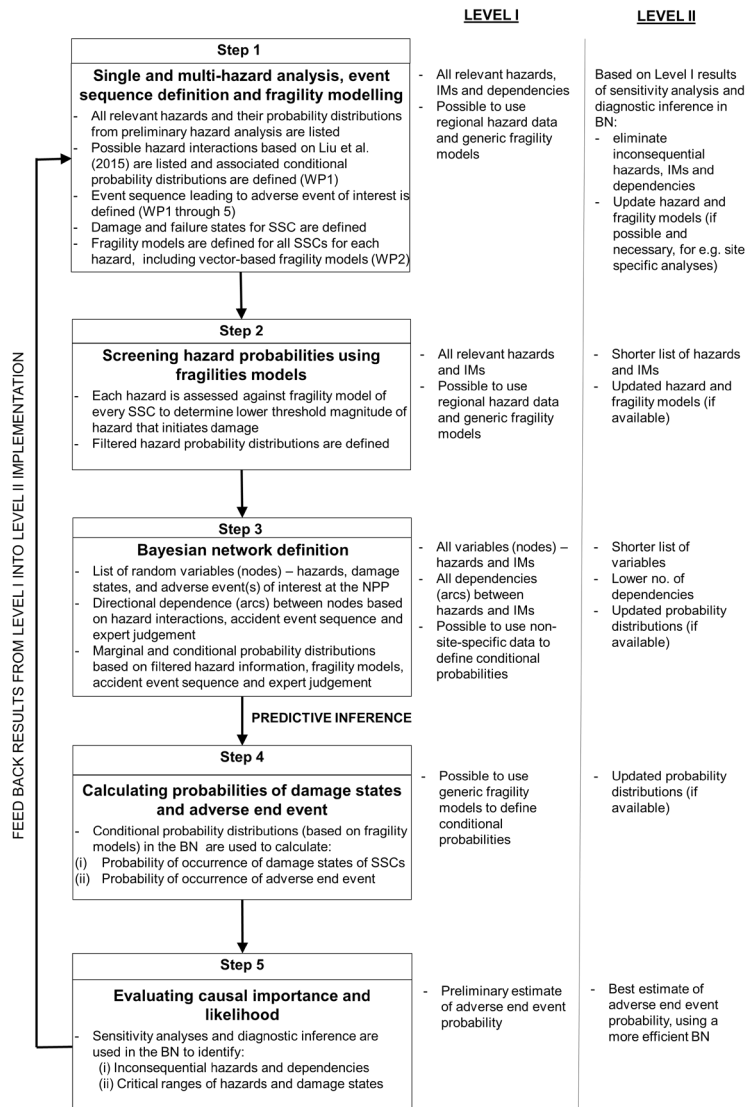 LEVEL I
LEVEL II
Step 1
Single and multi-hazard analysis, event
sequence definition and fragility modelling
- All relevant hazards and their probability distributions
from preliminary hazard analysis are listed
- Possible hazard interactions based on Liu et al.
(2015) are listed and associated conditional
probability distributions are defined (WP1)
- Event sequence leading to adverse event of interest is
defined (WP1 through 5)
- Damage and failure states for SSC are defined
- Fragility models are defined for all SSCs for each
hazard, including vector-based fragility models (WP2)
- All relevant hazards,
IMs and dependencies
- Possible to use
regional hazard data
and generic fragility
models
Based on Level I results
of sensitivity analysis and
diagnostic inference in
BN:
- eliminate
inconsequential
hazards, IMs and
dependencies
- Update hazard and
fragility models (if
possible and
necessary, for e.g. site
specific analyses)
Step 2
Screening hazard probabilities using
fragilities models
- Each hazard is assessed against fragility model of
every SSC to determine lower threshold magnitude of
hazard that initiates damage
- Filtered hazard probability distributions are defined
- All relevant hazards
and IMs
- Possible to use
regional hazard data
and generic fragility
models
- Shorter list of hazards
and IMs
- Updated hazard and
fragility models (if
available)
Step 3
Bayesian network definition
- List of random variables (nodes) – hazards, damage
states, and adverse event(s) of interest at the NPP
- Directional dependence (arcs) between nodes based
on hazard interactions, accident event sequence and
expert judgement
- Marginal and conditional probability distributions
based on filtered hazard information, fragility models,
accident event sequence and expert judgement
- All variables (nodes) –
hazards and IMs
- All dependencies
(arcs) between
hazards and IMs
- Possible to use non-
site-specific data to
define conditional
probabilities
- Shorter list of
variables
- Lower no. of
dependencies
- Updated probability
distributions (if
available)
PREDICTIVE INFERENCE
Step 4
Calculating probabilities of damage states
and adverse end event
- Conditional probability distributions (based on fragility
models) in the BN are used to calculate:
(i) Probability of occurrence of damage states of SSCs
(ii) Probability of occurrence of adverse end event
- Possible to use
generic fragility
models to define
conditional
probabilities
- Updated probability
distributions (if
available)
Step 5
Evaluating causal importance and
likelihood
- Sensitivity analyses and diagnostic inference are
used in the BN to identify:
(i) Inconsequential hazards and dependencies
(ii) Critical ranges of hazards and damage states
- Preliminary estimate
of adverse end event
probability
- Best estimate of
adverse end event
probability, using a
more efficient BN
FEED BACK RESULTS FROM LEVEL I INTO LEVEL II IMPLEMENTATION